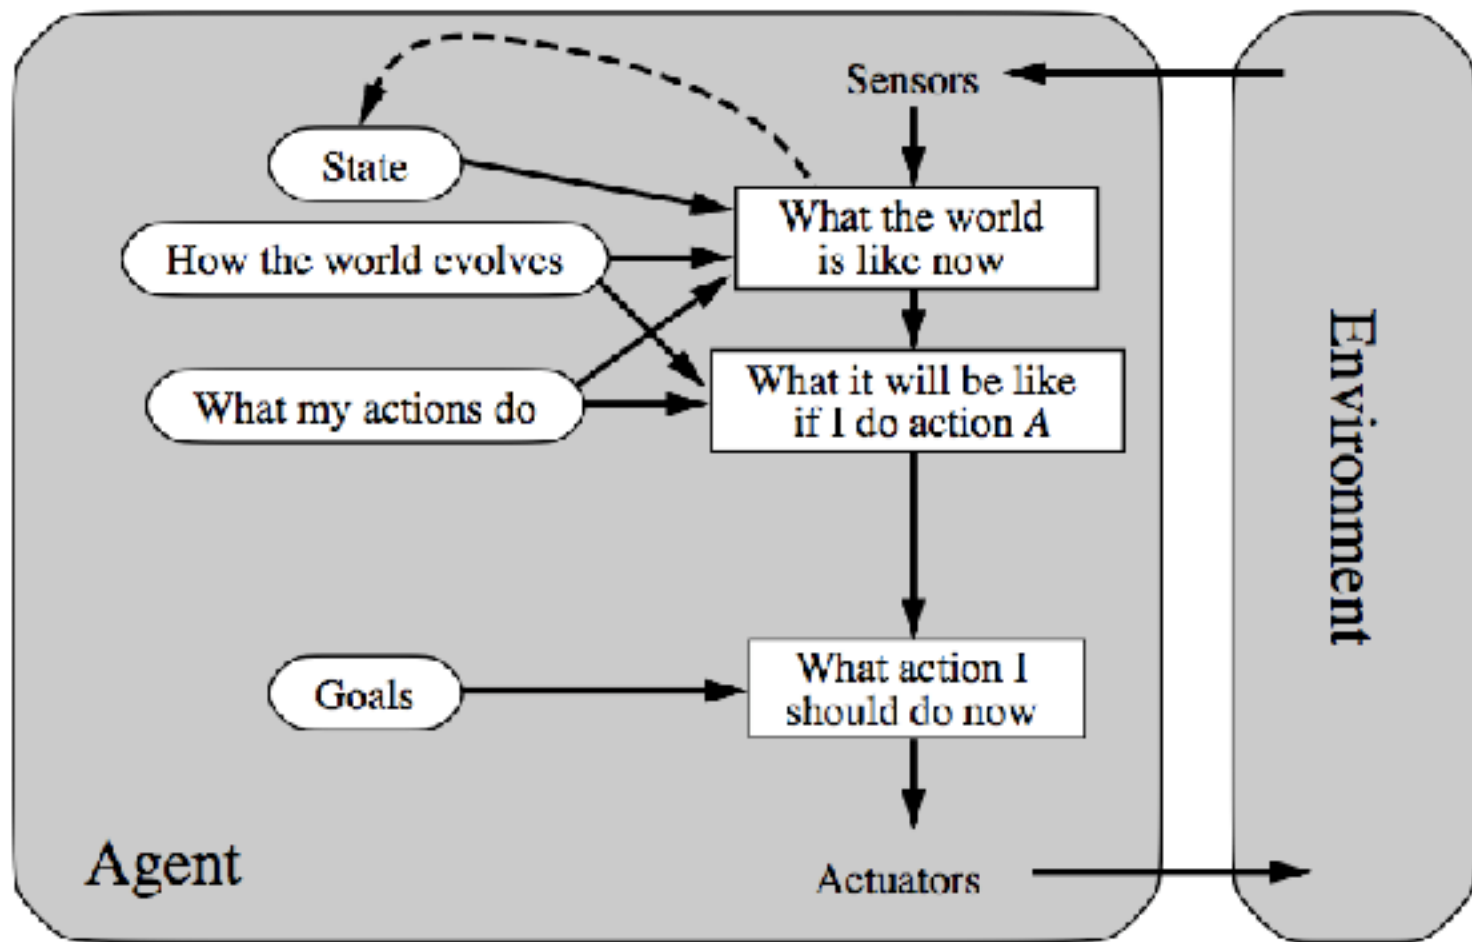 Sensors
State
What the world
is like now
How the world evolves
What it will be like
if I do action A
What my actions do
Environment
What action I
should do now
Goals
Agent
Actuators